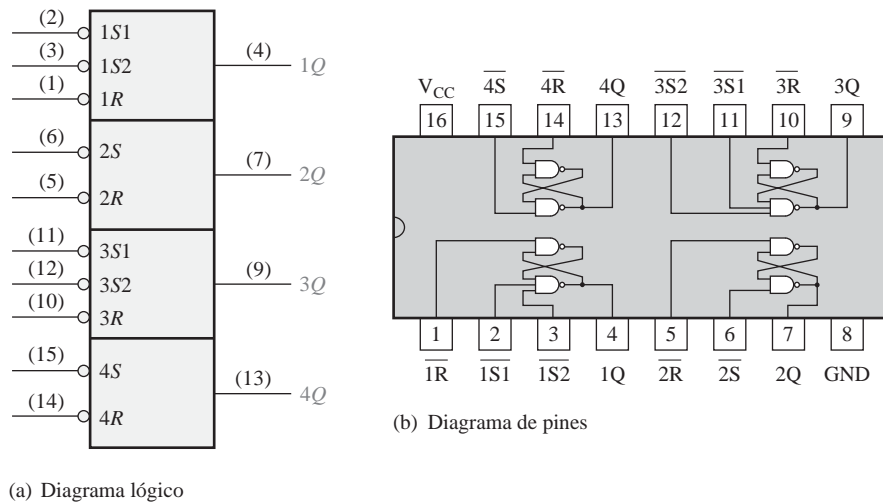 (2) 1S1
(3) 1S2 (4) 1Q
(1) 1R
(6) 2S
(7) 2Q
(5) 2R
(11) 3S1
(12) 3S2 (9) 3Q
(10) 3R
(15) 4S
(13) 4Q
(14) 4R
(a) Diagrama lógico
V_CC 4S̅ 4R̅ 4Q 3S2̅ 3S1̅ 3R̅ 3Q
16 15 14 13 12 11 10 9
1 2 3 4 5 6 7 8
1R̅ 1S1̅ 1S2̅ 1Q 2R̅ 2S̅ 2Q GND
(b) Diagrama de pines